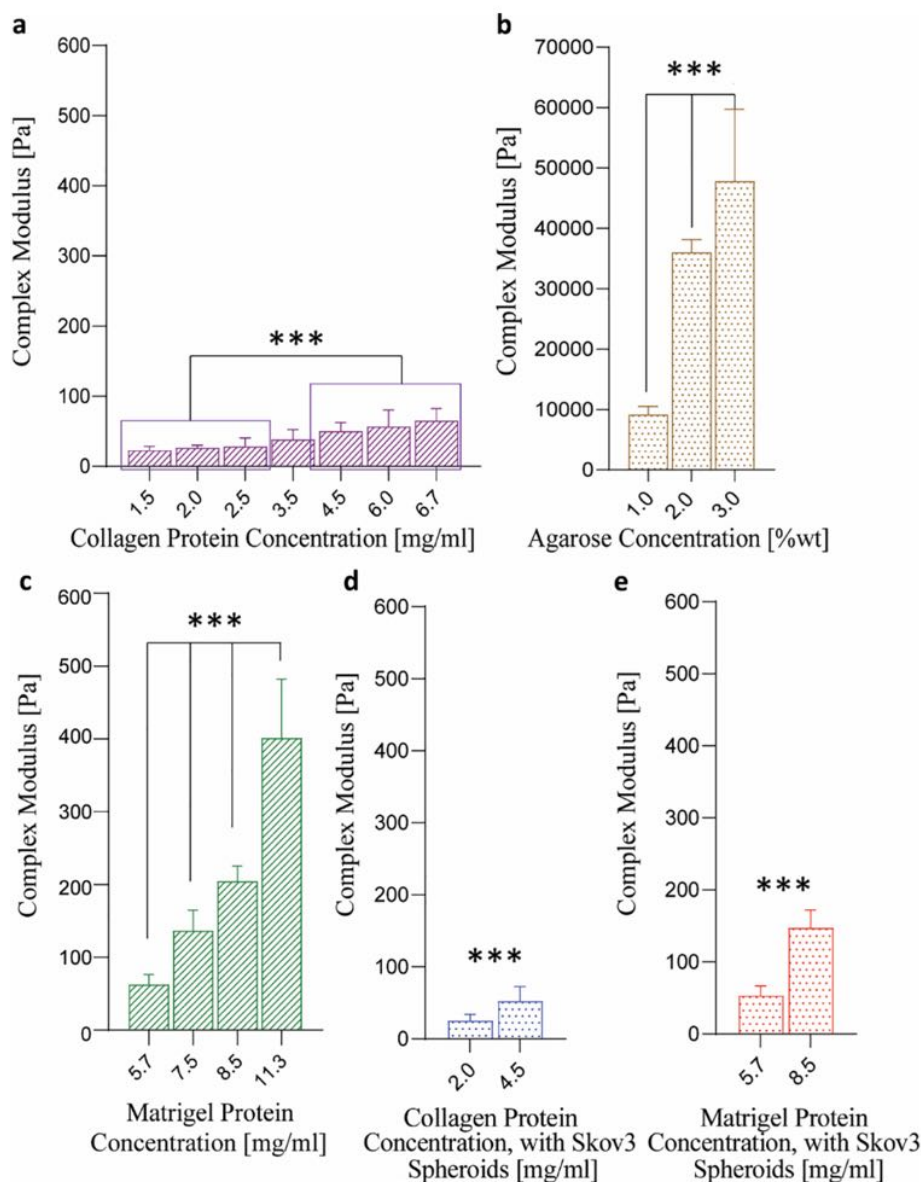 a
600
500
400
300
200
100
0
Complex Modulus [Pa]
***
1.5
2.0
2.5
3.5
4.5
6.0
6.7
Collagen Protein Concentration [mg/ml]
b
70000
60000
50000
40000
30000
20000
10000
0
Complex Modulus [Pa]
***
1.0
2.0
3.0
Agarose Concentration [%wt]
c
600
500
400
300
200
100
0
Complex Modulus [Pa]
***
5.7
7.5
8.5
11.3
Matrigel Protein
Concentration [mg/ml]
d
600
500
400
300
200
100
0
Complex Modulus [Pa]
***
2.0
4.5
Collagen Protein
Concentration, with Skov3
Spheroids [mg/ml]
e
600
500
400
300
200
100
0
Complex Modulus [Pa]
***
5.7
8.5
Matrigel Protein
Concentration, with Skov3
Spheroids [mg/ml]